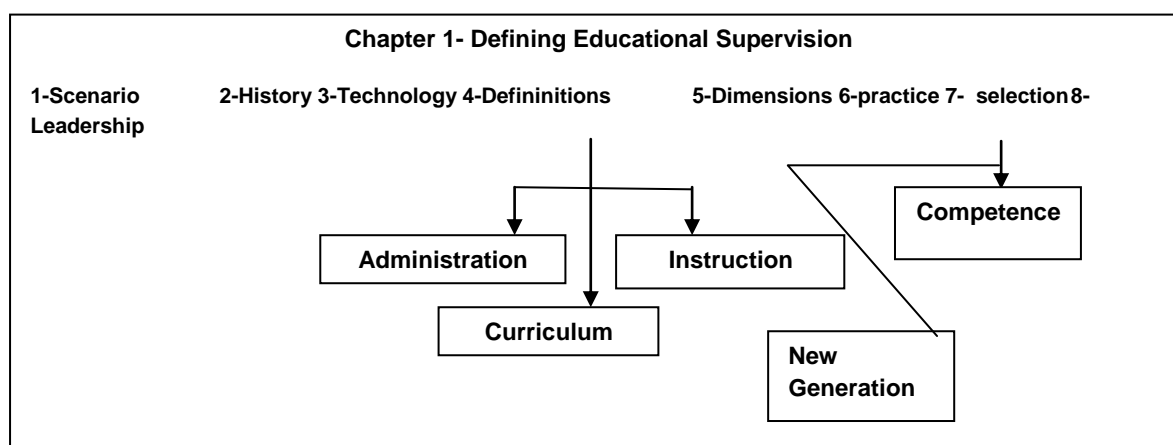 Chapter 1- Defining Educational Supervision
1-Scenario 2-History 3-Technology 4-Defininitions 5-Dimensions 6-practice 7- selection8-
Leadership
Competence
Administration
Instruction
Curriculum
New
Generation